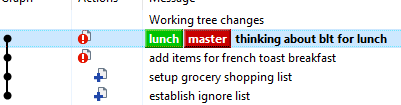 Graph Actions Message
Working tree changes
lunch master thinking about blt for lunch
add items for french toast breakfast
setup grocery shopping list
establish ignore list